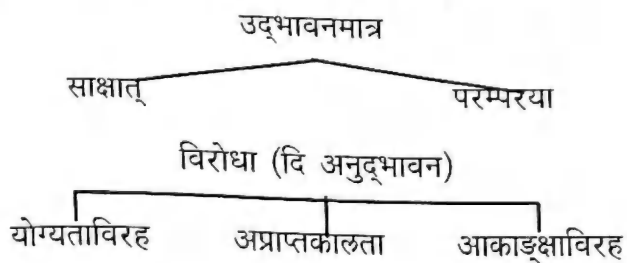 उद्‌भावनमात्र
साक्षात् परम्परया
विरोधा (दि अनुद्‌भावन)
योग्यताविरह अप्राप्तकालता आकाङ्क्षाविरह